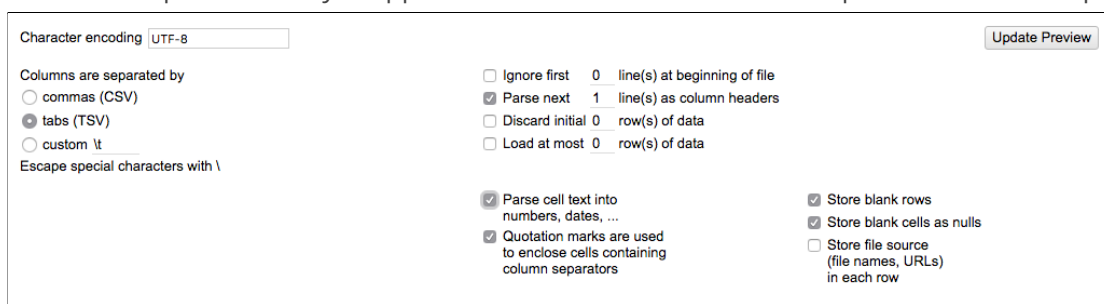 Character encoding UTF-8
Update Preview
Columns are separated by
commas (CSV)
tabs (TSV)
custom \t
Escape special characters with \
Ignore first 0 line(s) at beginning of file
Parse next 1 line(s) as column headers
Discard initial 0 row(s) of data
Load at most 0 row(s) of data
Parse cell text into
numbers, dates, ...
Quotation marks are used
to enclose cells containing
column separators
Store blank rows
Store blank cells as nulls
Store file source
(file names, URLs)
in each row